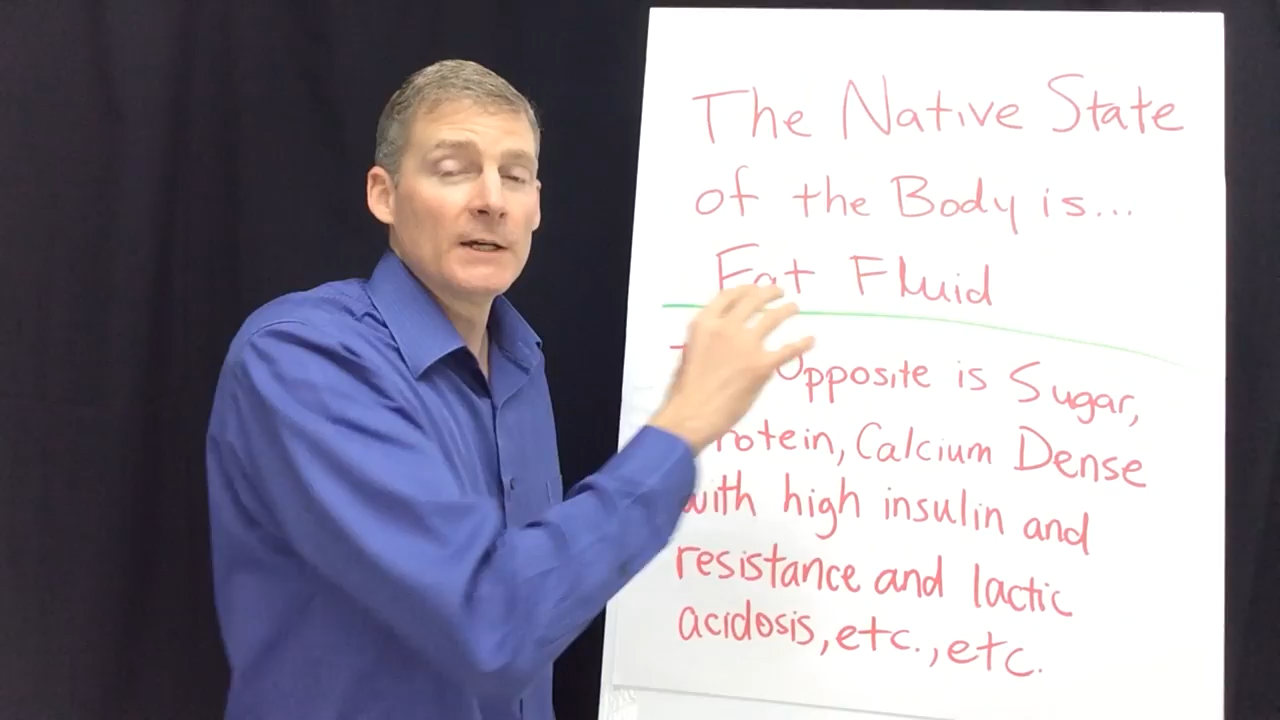 The Native State
of the Body is...
Fat Fluid
Opposite is Sugar,
Calcium Dense
with high insulin and
resistance and lactic
acidosis, etc., etc.